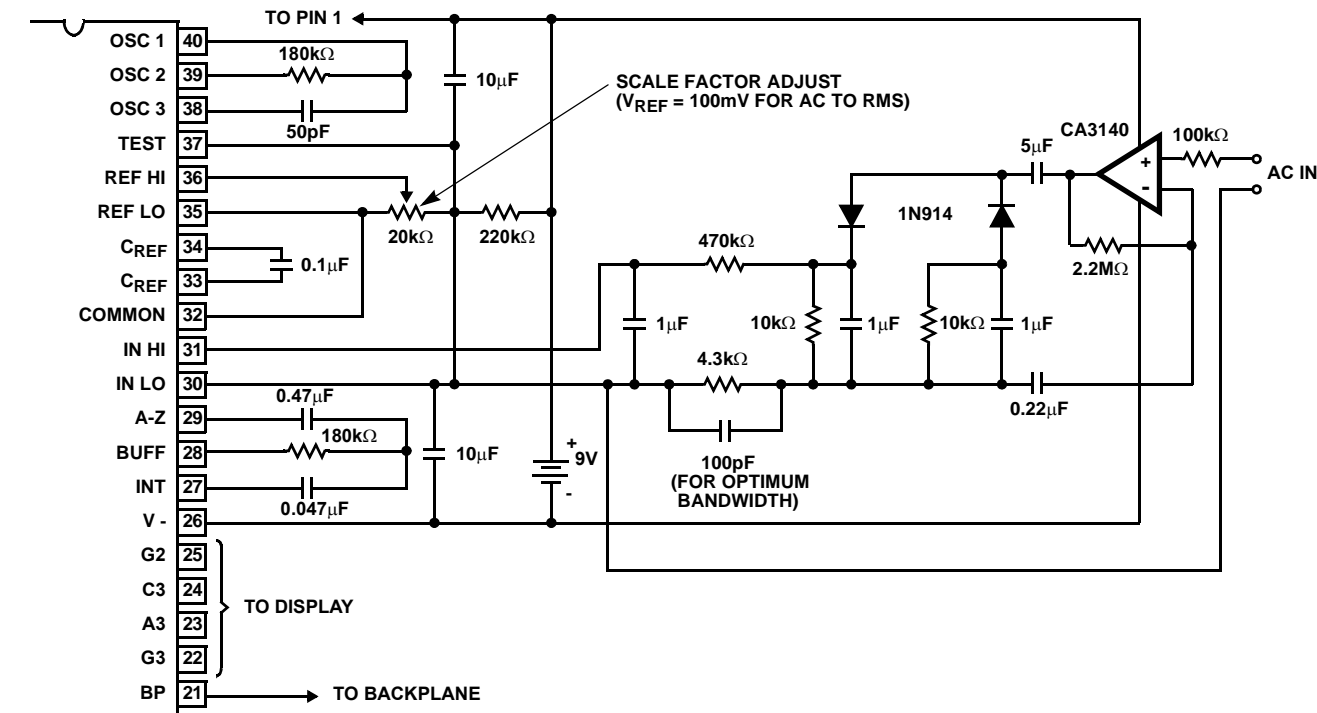 TO PIN 1
OSC 1 40
180kΩ
OSC 2 39
10μF
SCALE FACTOR ADJUST
(VREF = 100mV FOR AC TO RMS)
OSC 3 38
50pF
TEST 37
CA3140
100kΩ
5μF
+
-
AC IN
REF HI 36
REF LO 35
20kΩ
220kΩ
1N914
470kΩ
2.2MΩ
CREF 34
0.1μF
CREF 33
COMMON 32
1μF
10kΩ
1μF
10kΩ
1μF
IN HI 31
4.3kΩ
IN LO 30
0.47μF
0.22μF
A-Z 29
180kΩ
BUFF 28
10μF
+
9V
-
100pF
(FOR OPTIMUM
BANDWIDTH)
INT 27
0.047μF
V - 26
G2 25
C3 24
TO DISPLAY
A3 23
G3 22
BP 21
TO BACKPLANE